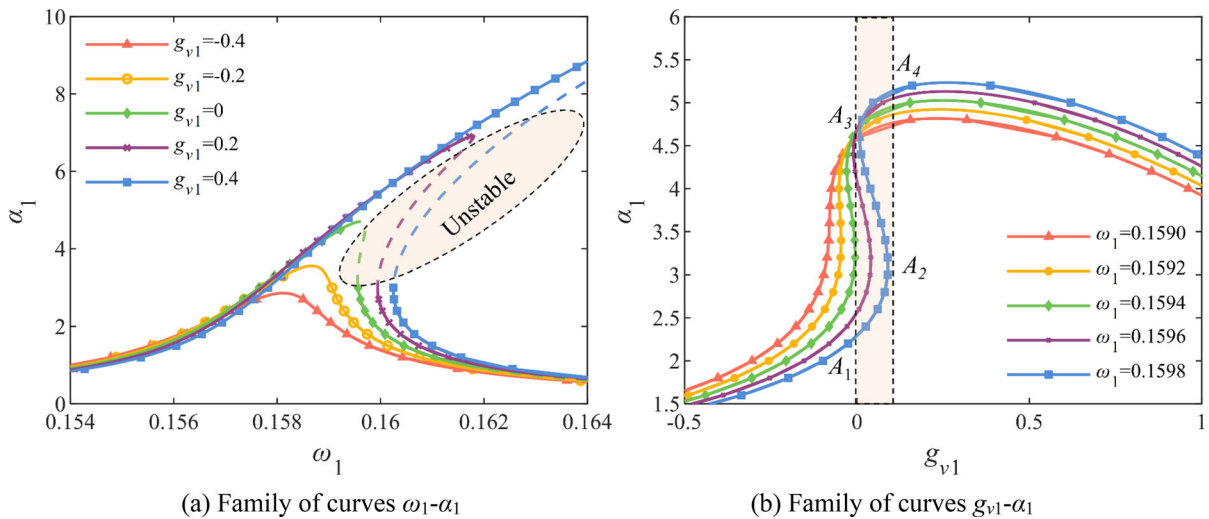 10
8
6
4
2
0
α1
gv1=-0.4
gv1=-0.2
gv1=0
gv1=0.2
gv1=0.4
Unstable
0.154 0.156 0.158 0.16 0.162 0.164
ω1
(a) Family of curves ω1-α1
6
5.5
5
4.5
4
3.5
3
2.5
2
1.5
α1
A4
A3
A2
A1
ω1=0.1590
ω1=0.1592
ω1=0.1594
ω1=0.1596
ω1=0.1598
-0.5 0 0.5 1
gv1
(b) Family of curves gv1-α1